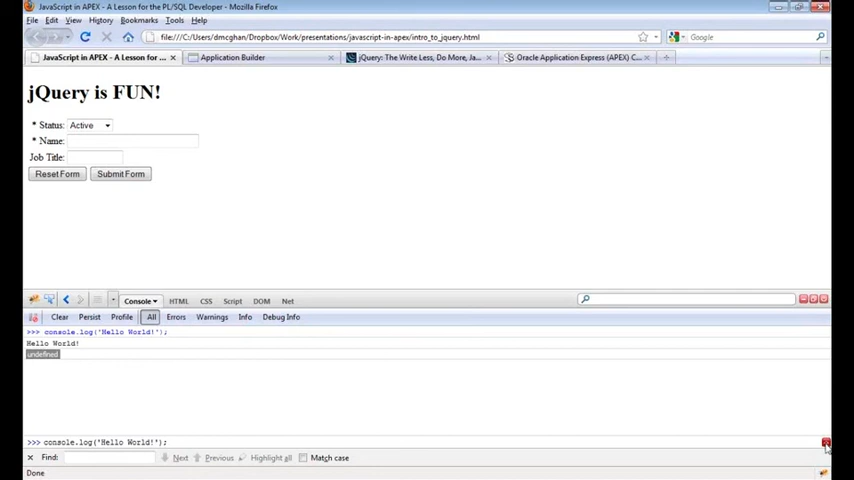 JavaScript in APEX - A Lesson for the PL/SQL Developer - Mozilla Firefox
File Edit View History Bookmarks Tools Help
file:///C:/Users/dmcghan/Dropbox/Work/presentations/javascript-in-apex/intro_to_jquery.html
Google
JavaScript in APEX - A Lesson for ...
Application Builder
jQuery: The Write Less, Do More, Ja...
Oracle Application Express (APEX) C...
jQuery is FUN!
* Status: Active
* Name:
Job Title:
Reset Form Submit Form
Console HTML CSS Script DOM Net
Clear Persist Profile All Errors Warnings Info Debug Info
>>> console.log('Hello World!');
Hello World!
undefined
>>> console.log('Hello World!');
Find: Next Previous Highlight all Match case
Done